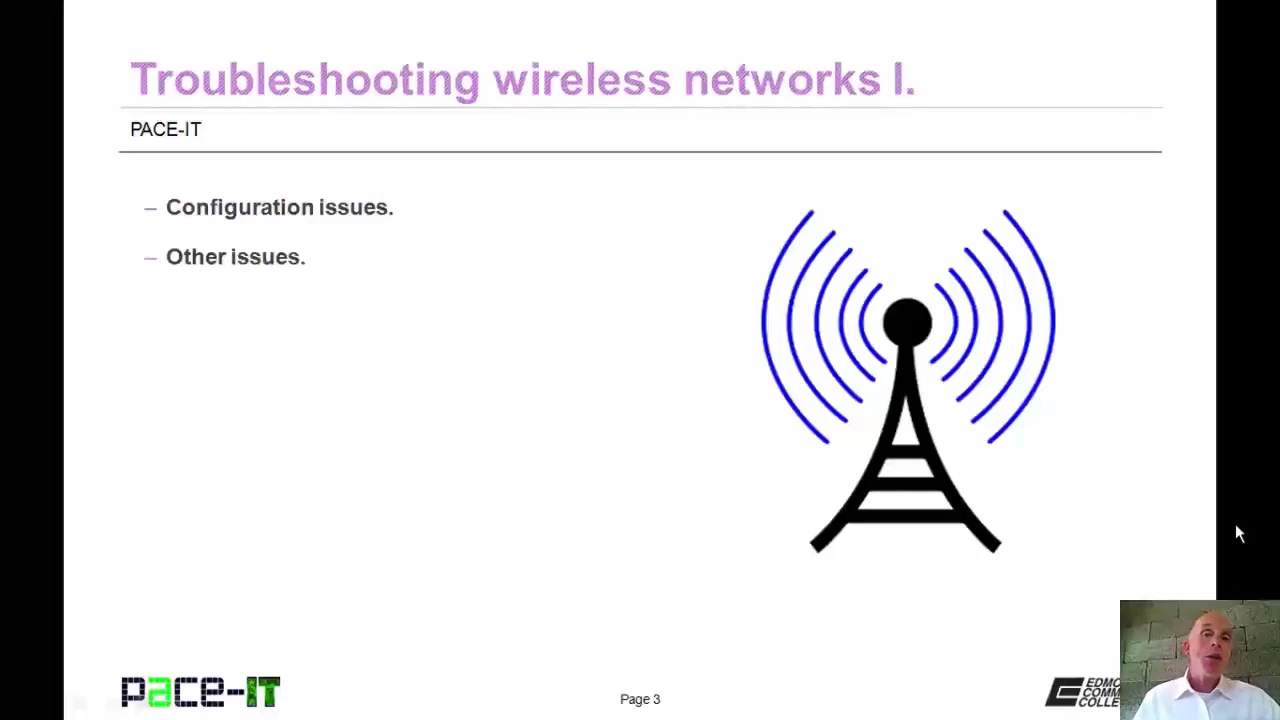 Troubleshooting wireless networks I.
PACE-IT
– Configuration issues.
– Other issues.
pace-IT
Page 3